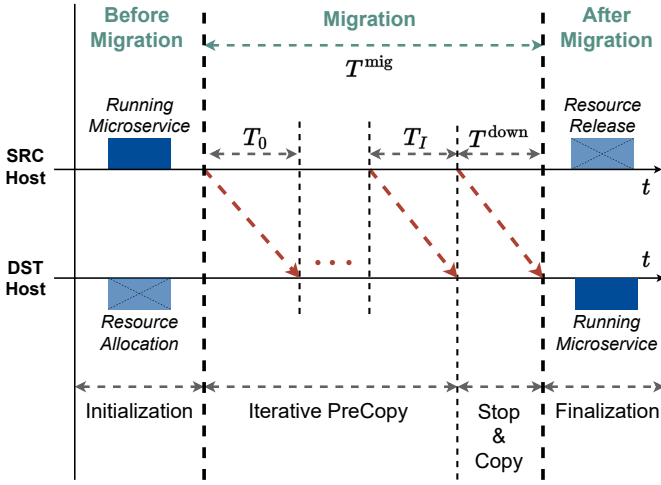 Before
Migration
Migration
After
Migration
T^mig
Running
Microservice
T_0
T_I
T^down
Resource
Release
SRC
Host
t
DST
Host
t
...
Resource
Allocation
Running
Microservice
Initialization
Iterative PreCopy
Stop
&
Copy
Finalization